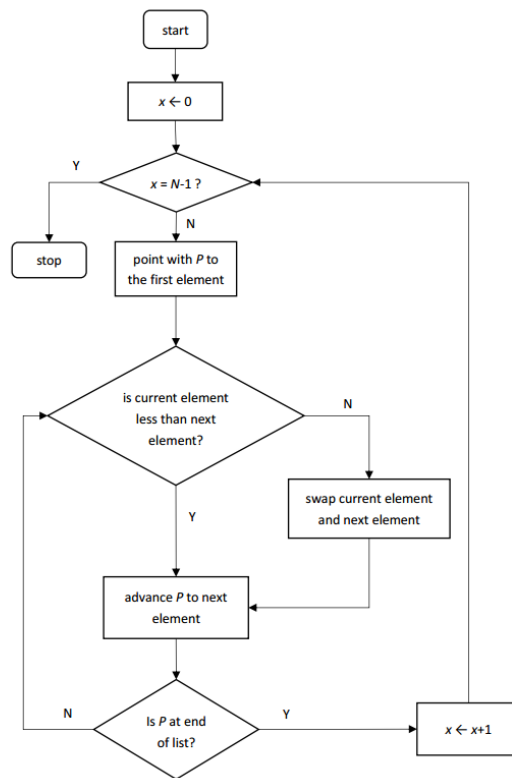 start
x ← 0
Y
x = N-1 ?
N
stop
point with P to
the first element
is current element
less than next
element?
N
swap current element
and next element
Y
advance P to next
element
N
Is P at end
of list?
Y
x ← x+1